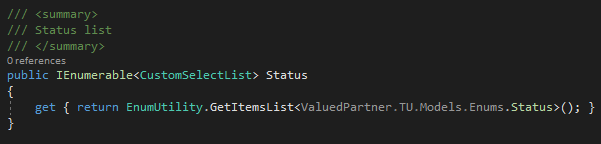 /// <summary>
/// Status list
/// </summary>
0 references
public IEnumerable<CustomSelectList> Status
{
get { return EnumUtility.GetItemsList<ValuedPartner.TU.Models.Enums.Status>(); }
}